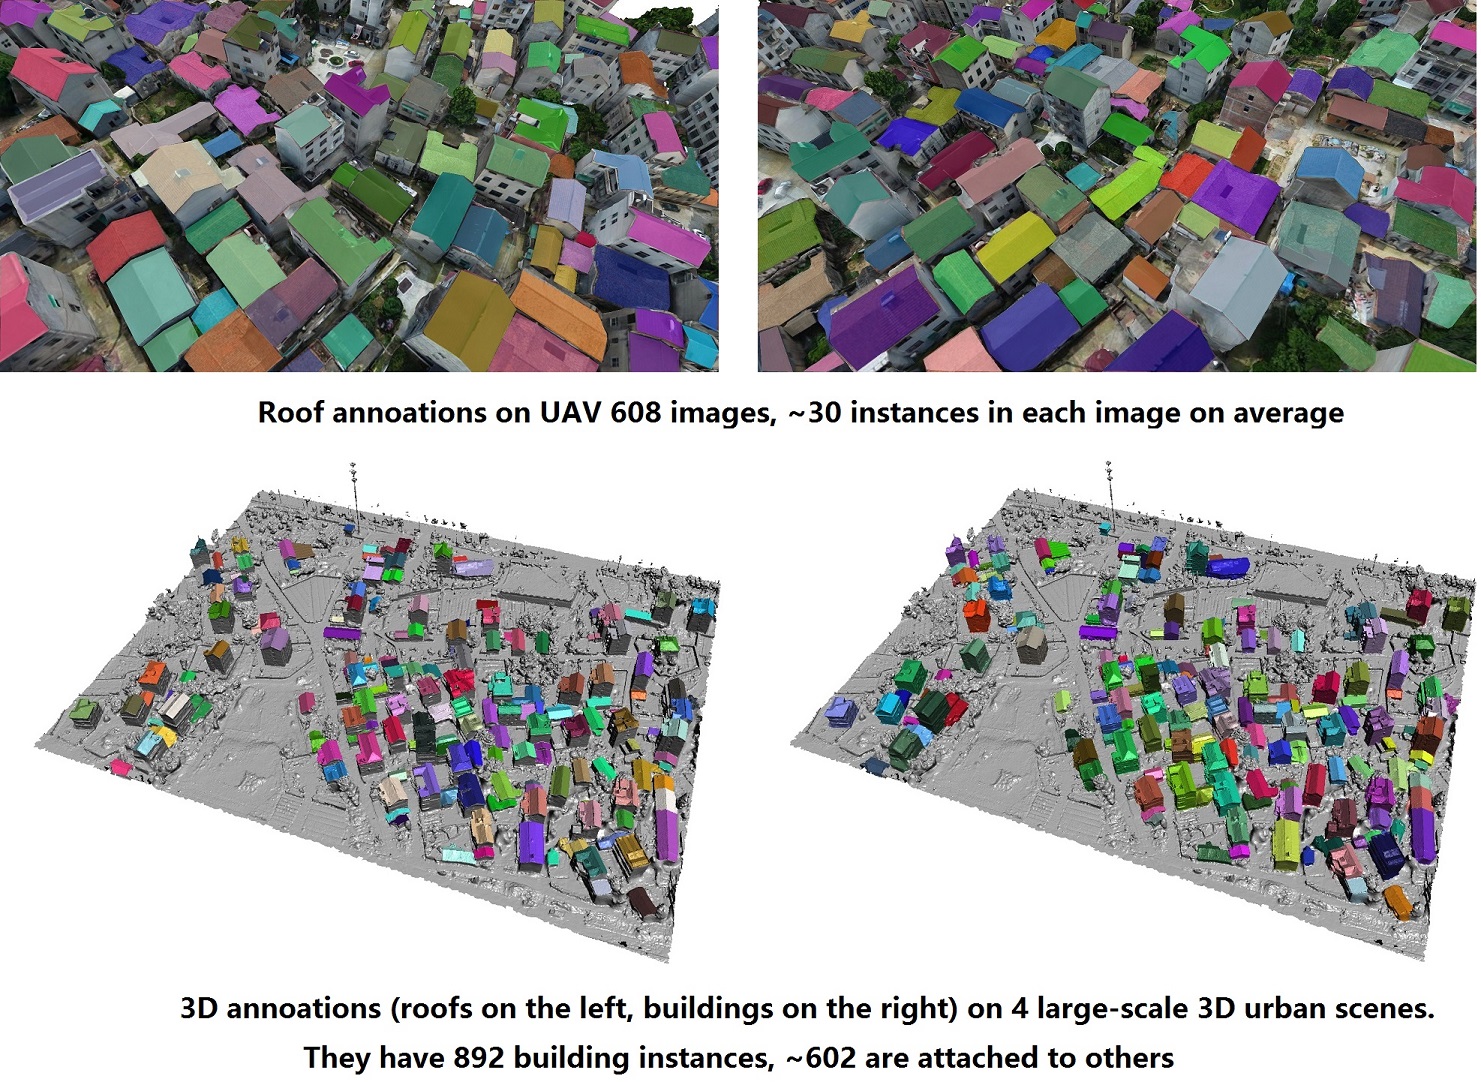 Roof annoations on UAV 608 images, ~30 instances in each image on average
3D annoations (roofs on the left, buildings on the right) on 4 large-scale 3D urban scenes.
They have 892 building instances, ~602 are attached to others